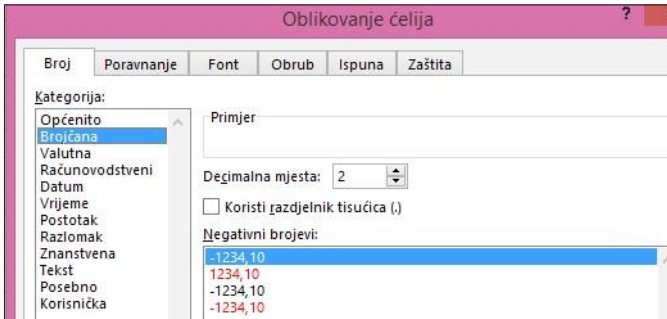 Oblikovanje ćelija ?
Broj Poravnanje Font Obrub Ispuna Zaštita
Kategorija:
Općenito
Brojčana
Valutna
Računovodstveni
Datum
Vrijeme
Postotak
Razlomak
Znanstvena
Tekst
Posebno
Korisnička
Primjer
Decimalna mjesta: 2
Koristi razdjelnik tisućica (.)
Negativni brojevi:
-1234,10
1234,10
-1234,10
-1234,10